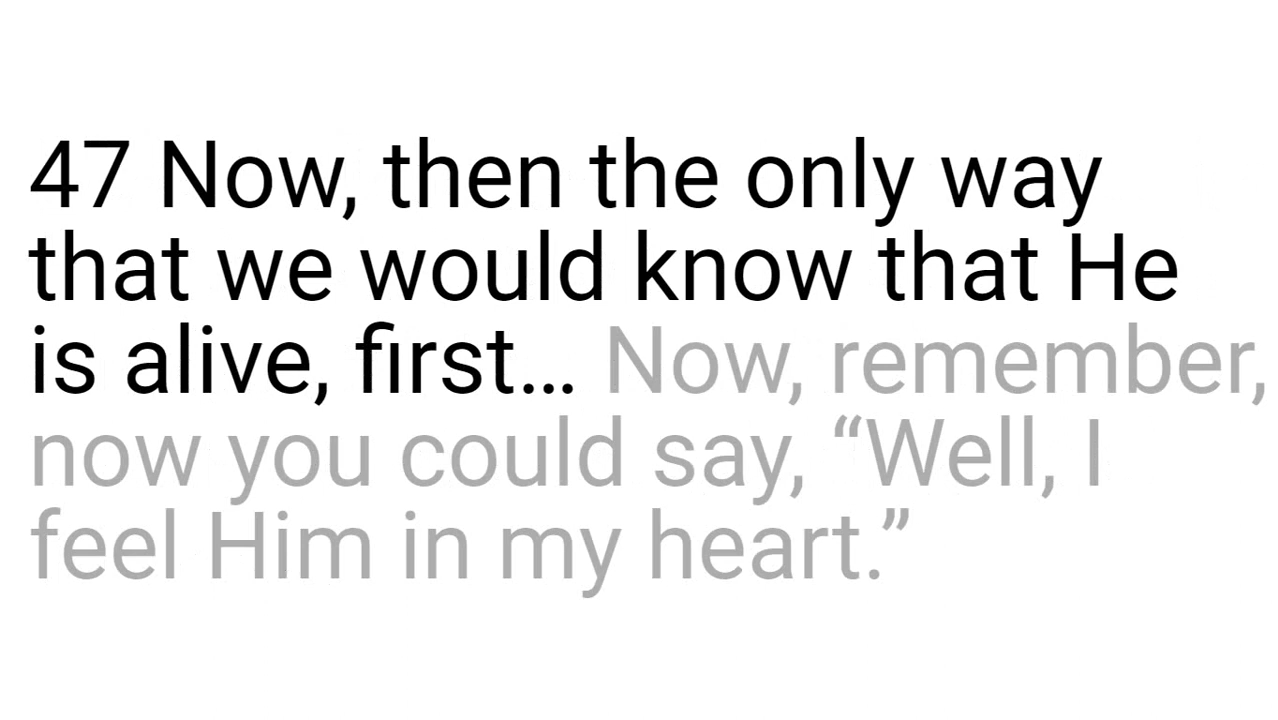 47 Now, then the only way
that we would know that He
is alive, first… Now, remember,
now you could say, “Well, I
feel Him in my heart.”